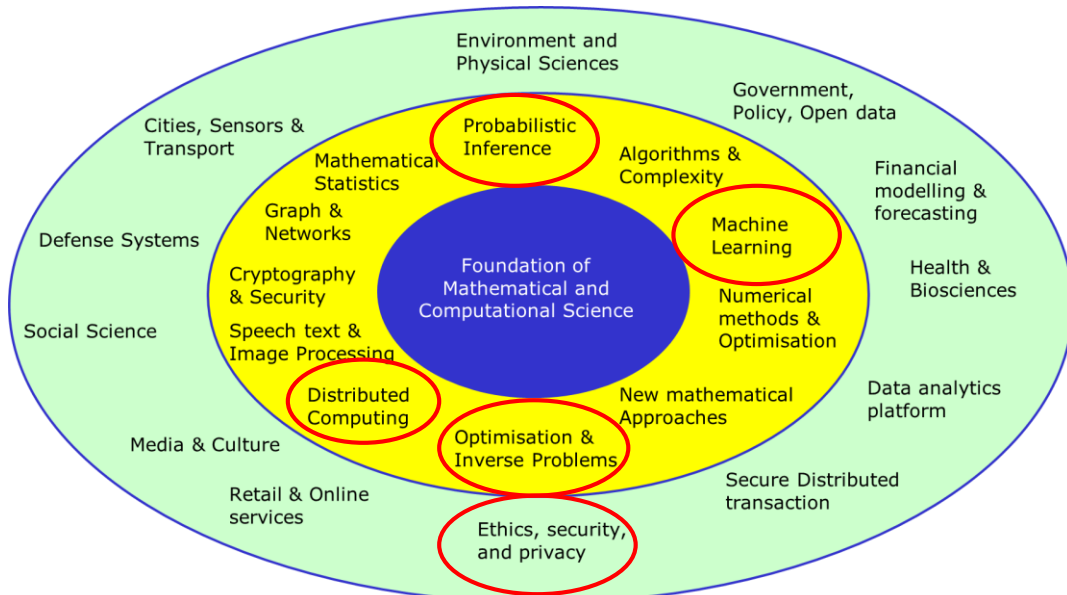 Environment and
Physical Sciences
Government,
Policy, Open data
Cities, Sensors &
Transport
Probabilistic
Inference
Algorithms &
Complexity
Mathematical
Statistics
Financial
modelling &
forecasting
Graph &
Networks
Machine
Learning
Defense Systems
Health &
Biosciences
Foundation of
Mathematical and
Computational Science
Cryptography
& Security
Numerical
methods &
Optimisation
Social Science
Speech text &
Image Processing
Distributed
Computing
New mathematical
Approaches
Data analytics
platform
Media & Culture
Optimisation &
Inverse Problems
Retail & Online
services
Secure Distributed
transaction
Ethics, security,
and privacy